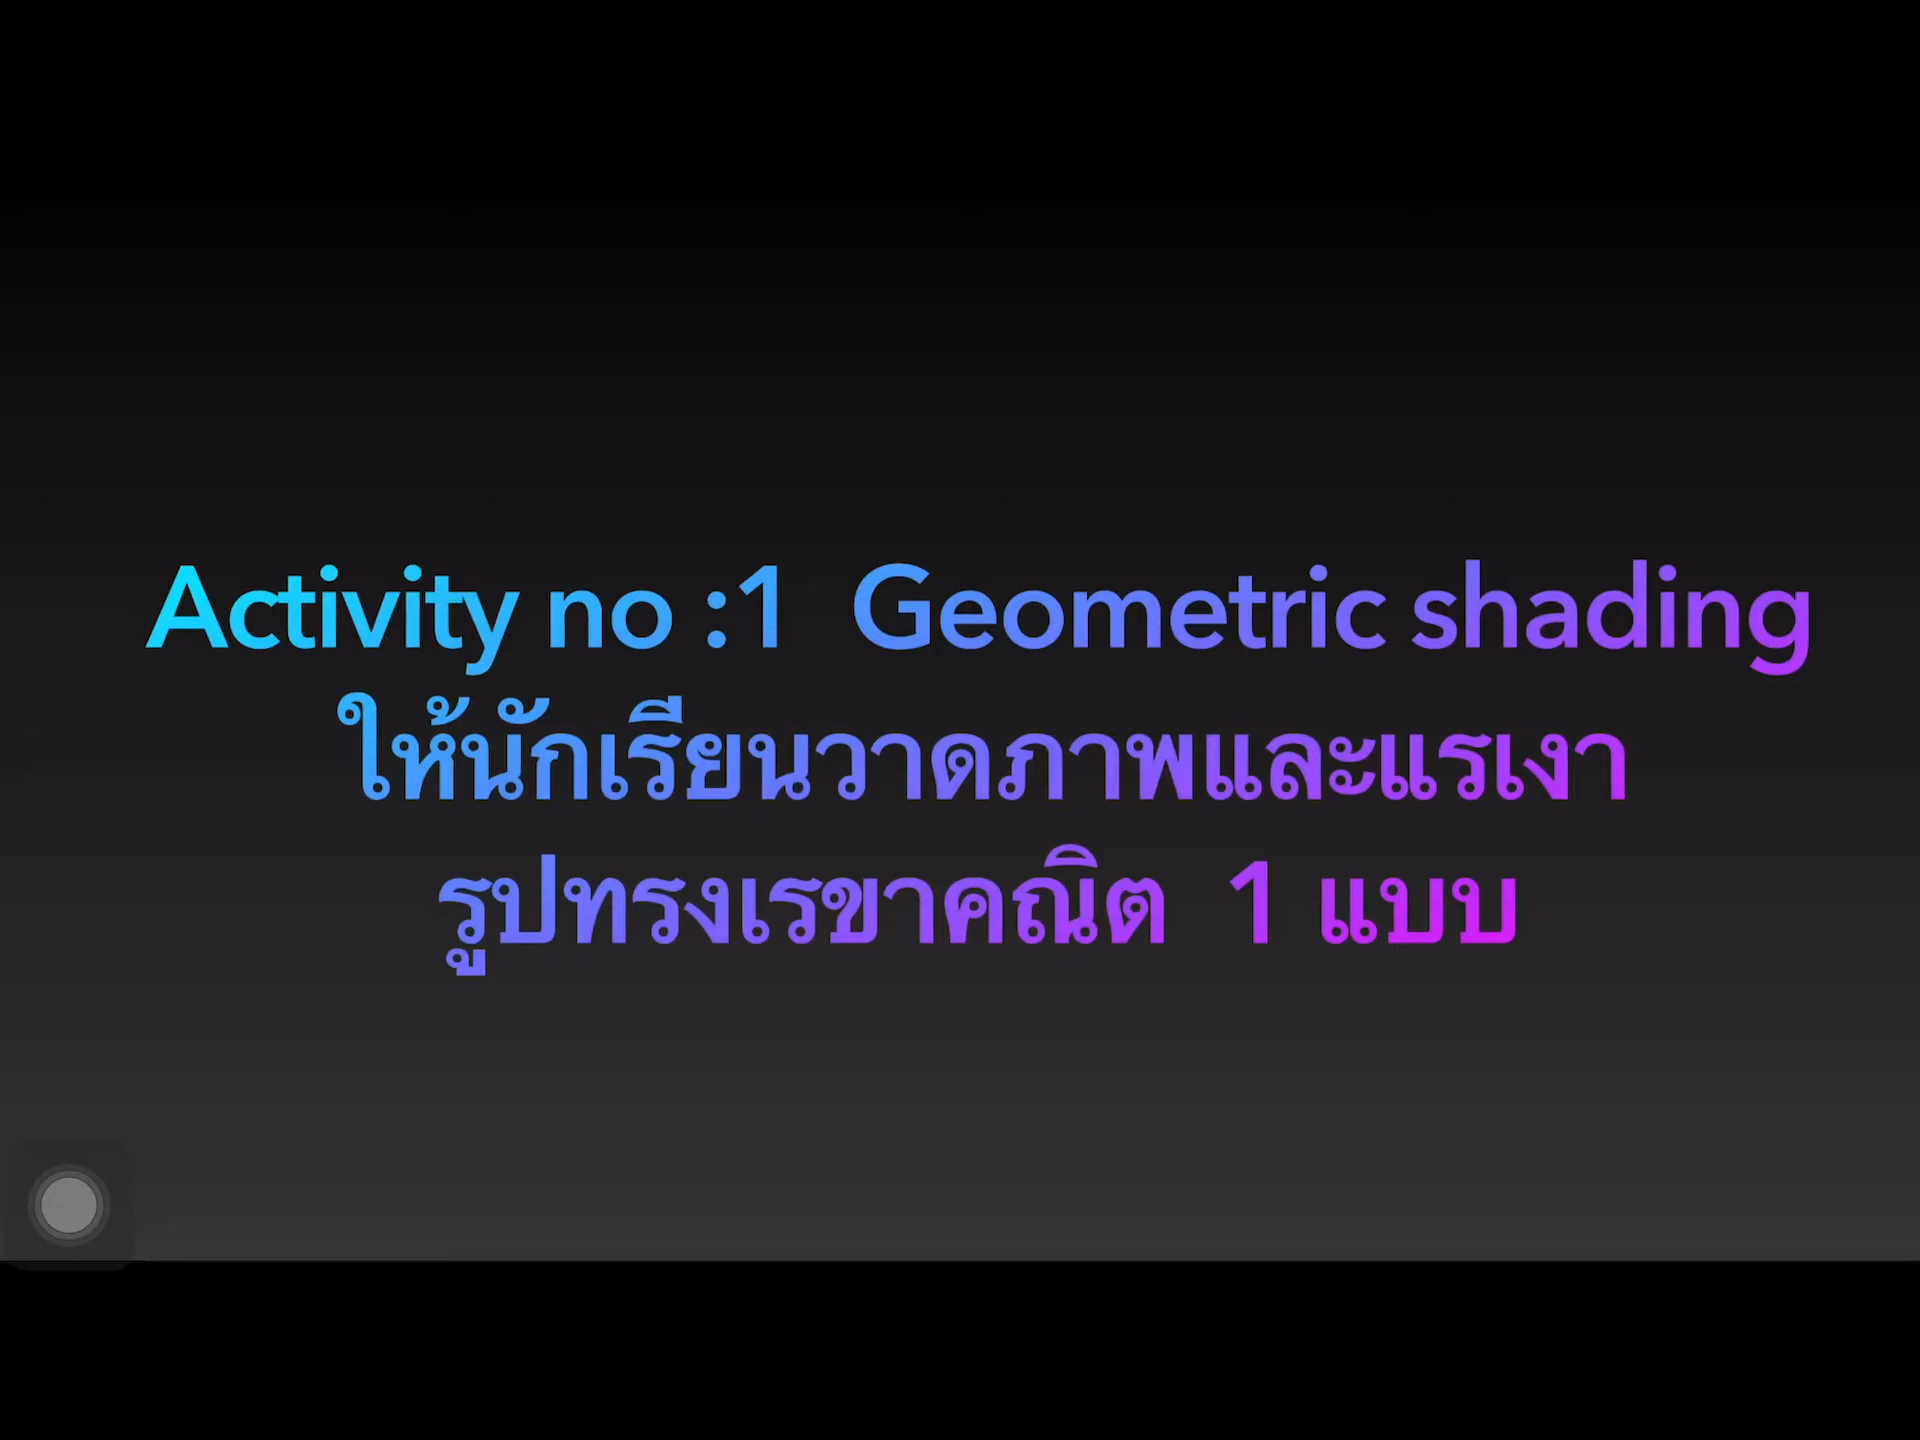 Activity no :1  Geometric shading
ให้นักเรียนวาดภาพและแรเงา
รูปทรงเรขาคณิต  1 แบบ